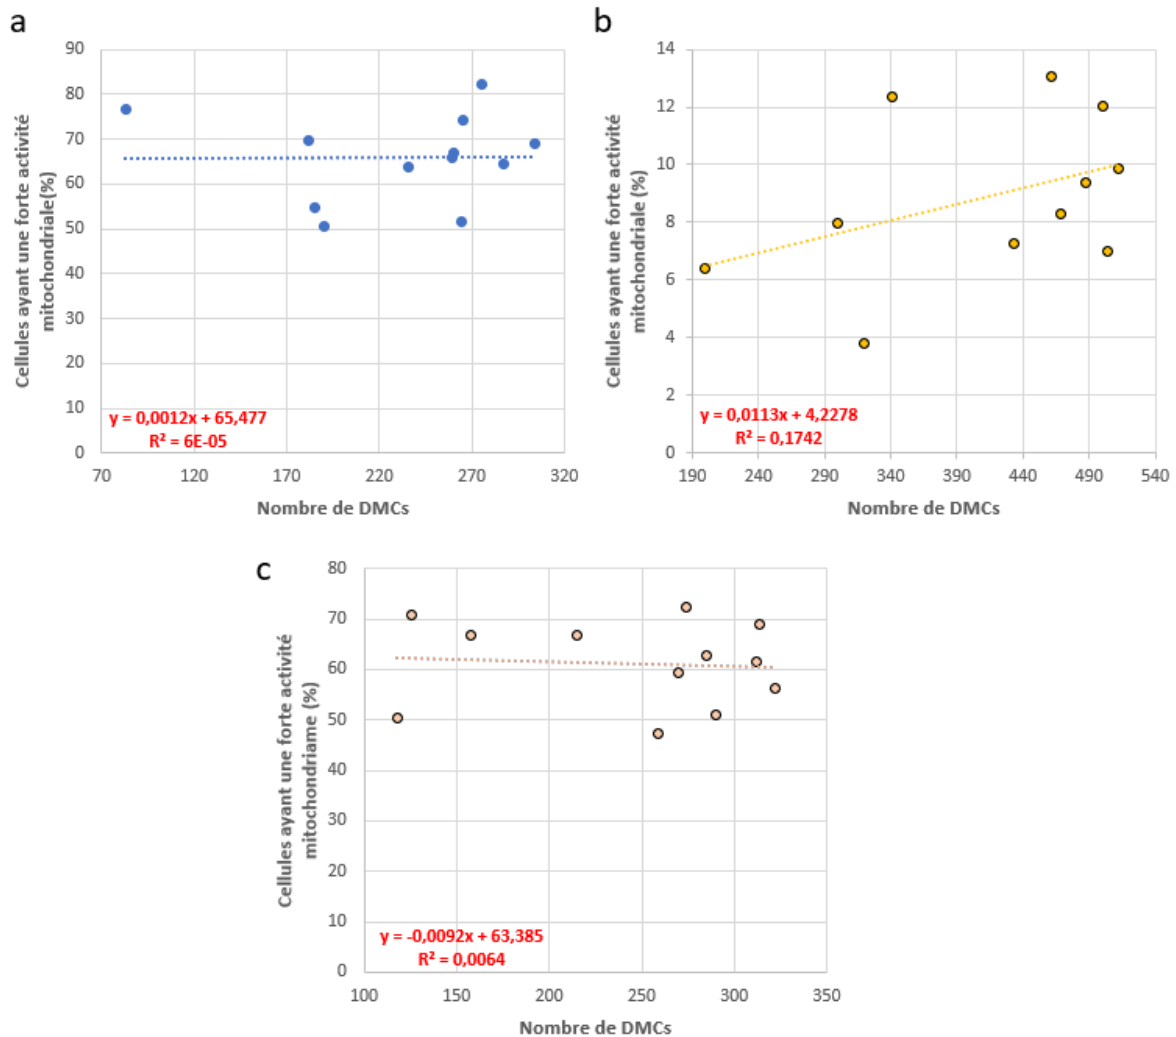 a
90
80
70
60
50
40
30
20
10
0
Cellules ayant une forte activité
mitochondriale(%)
y = 0,0012x + 65,477
R² = 6E-05
70 120 170 220 270 320
Nombre de DMCs
b
14
12
10
8
6
4
2
0
Cellules ayant une forte activité
mitochondriale (%)
y = 0,0113x + 4,2278
R² = 0,1742
190 240 290 340 390 440 490 540
Nombre de DMCs
c
80
70
60
50
40
30
20
10
0
Cellules ayant une forte activité
mitochondriame (%)
y = -0,0092x + 63,385
R² = 0,0064
100 150 200 250 300 350
Nombre de DMCs